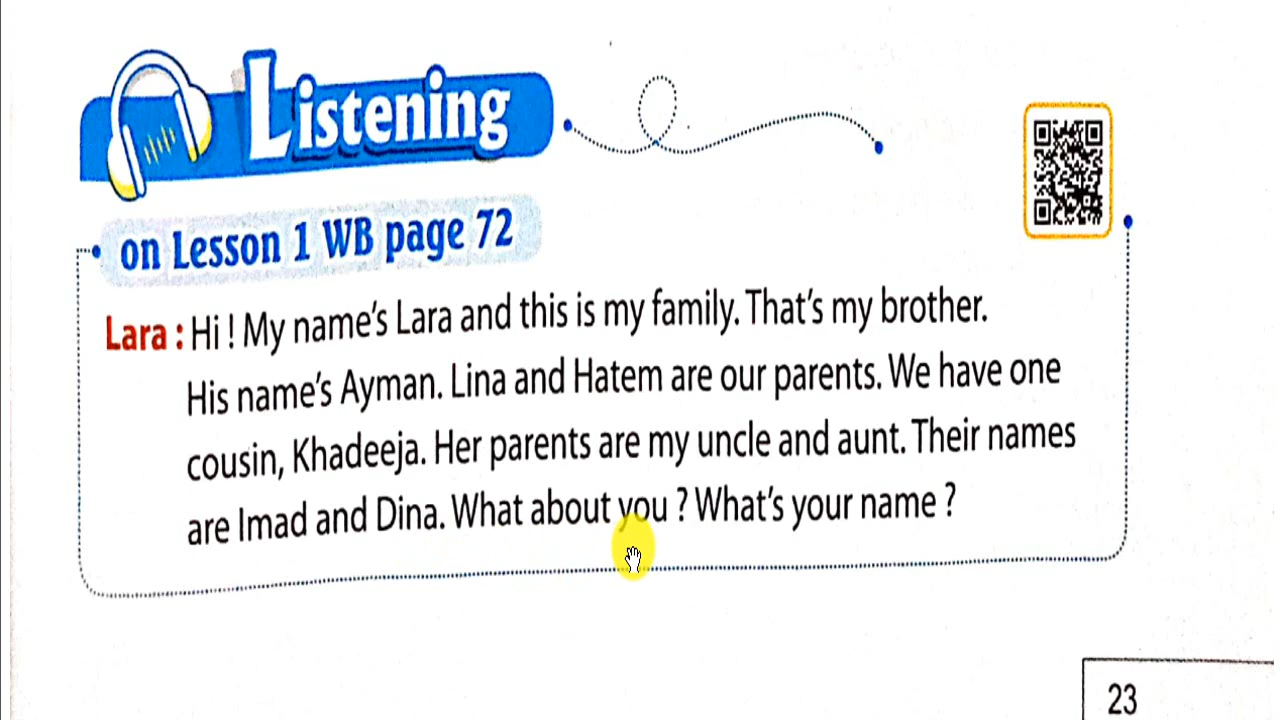 Listening
on Lesson 1 WB page 72
Lara : Hi ! My name's Lara and this is my family. That's my brother.
His name's Ayman. Lina and Hatem are our parents. We have one
cousin, Khadeeja. Her parents are my uncle and aunt. Their names
are Imad and Dina. What about you ? What's your name ?
23